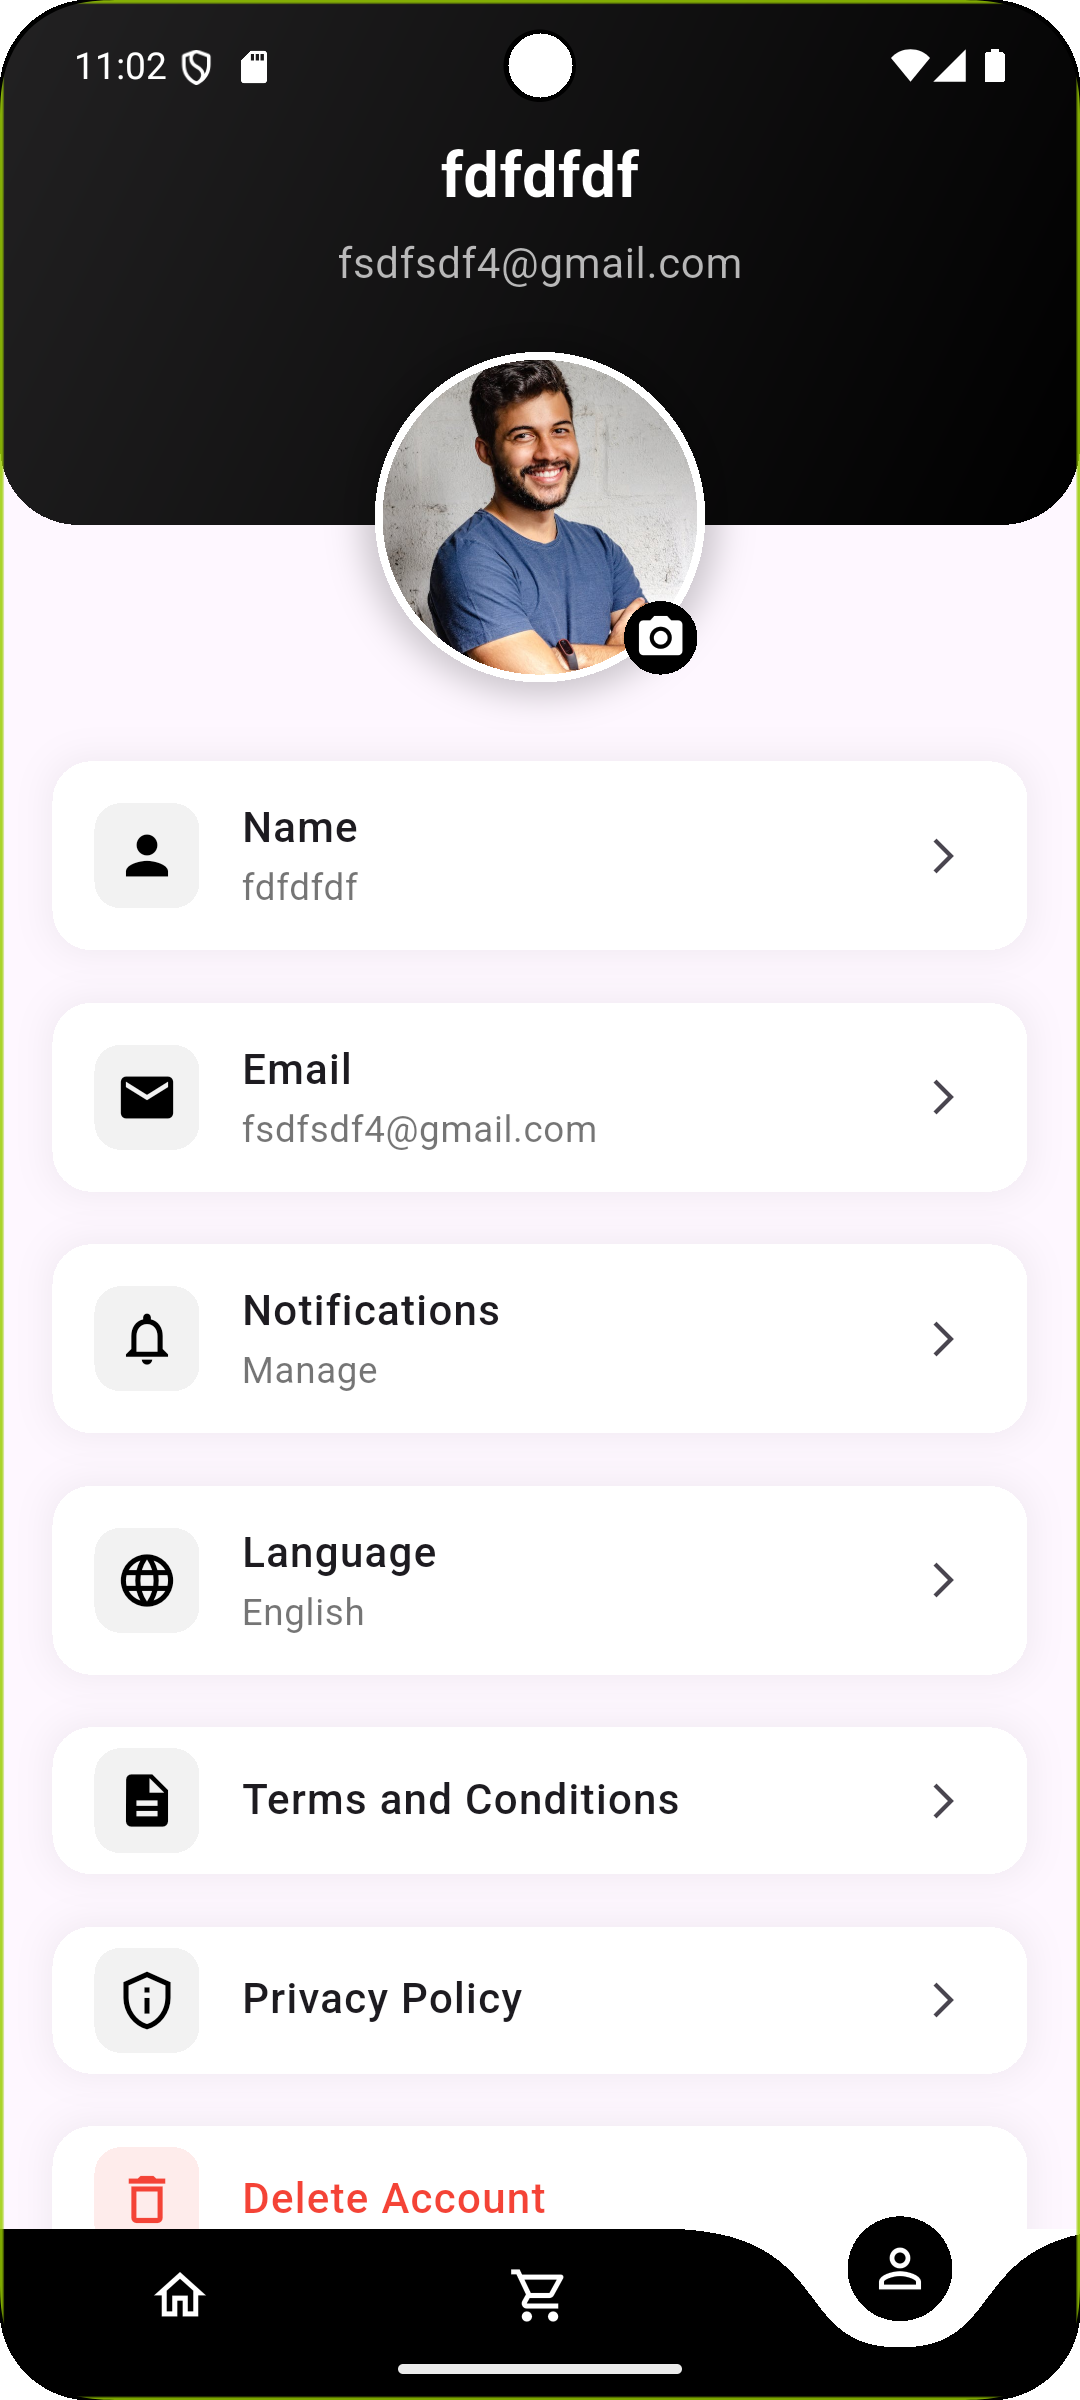 11:02
fdfdfdf
fsdfsdf4@gmail.com
Name
fdfdfdf
Email
fsdfsdf4@gmail.com
Notifications
Manage
Language
English
Terms and Conditions
Privacy Policy
Delete Account